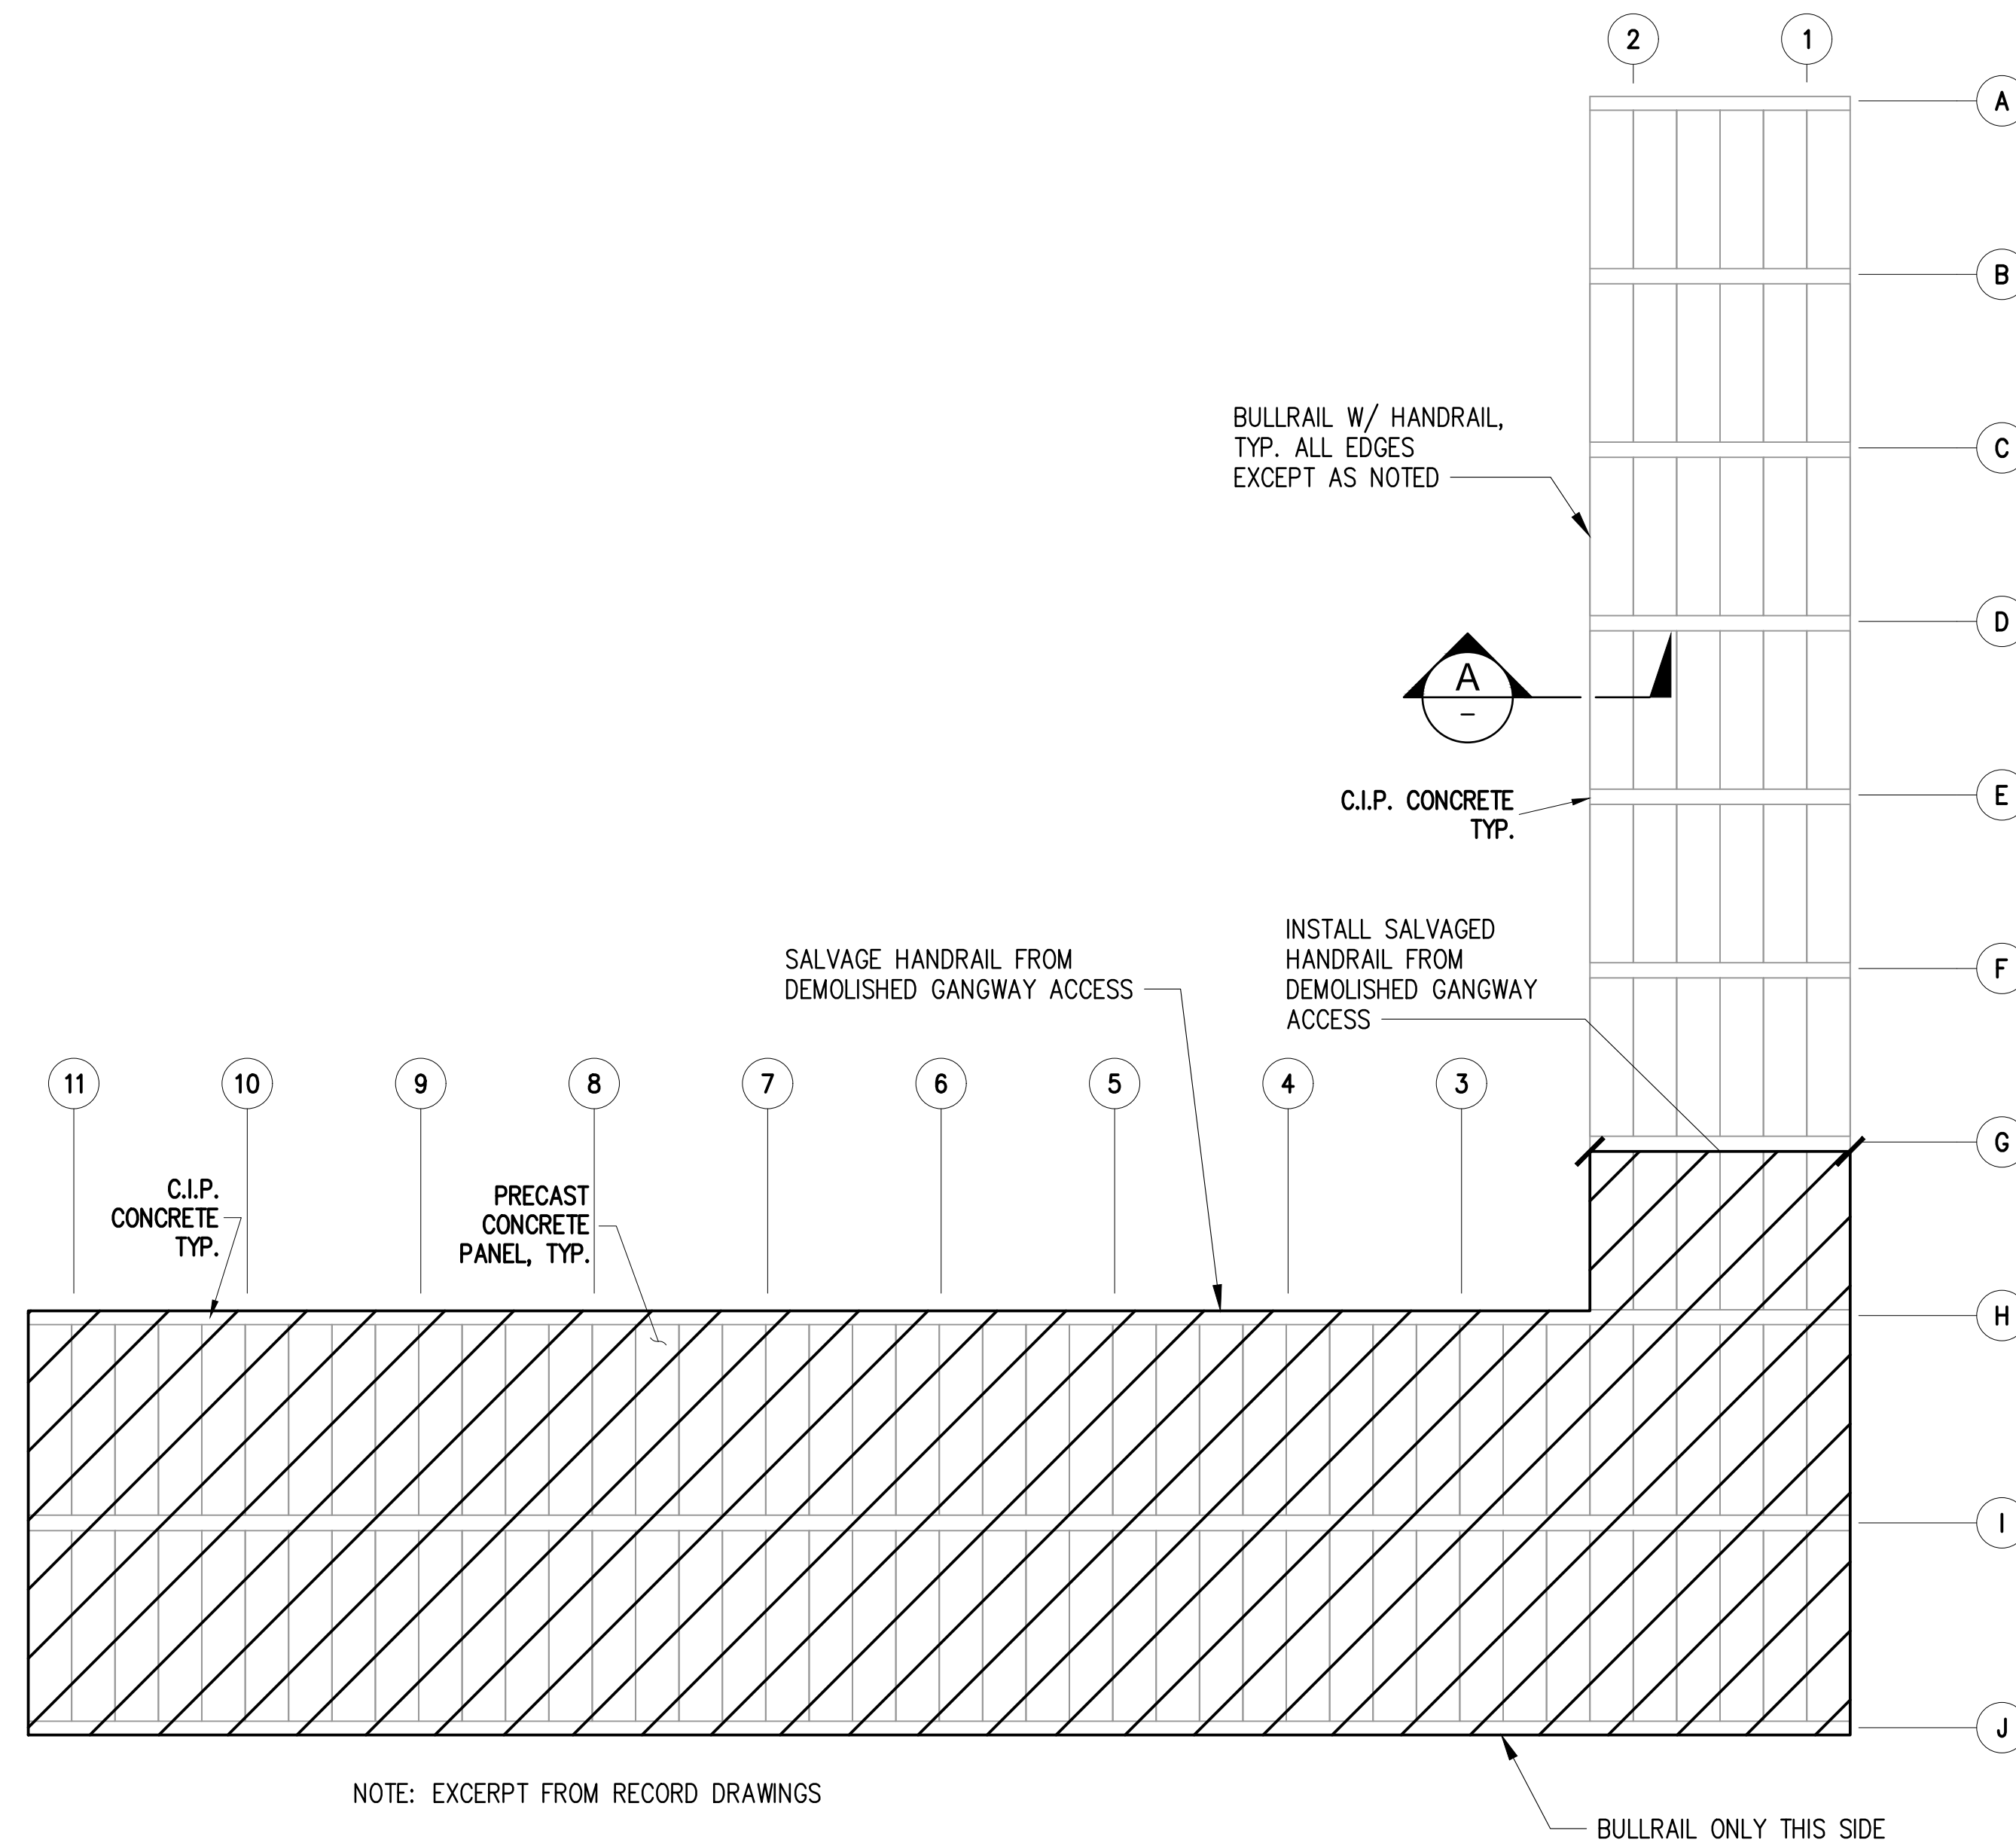 2
1
A
B
BULLRAIL W/ HANDRAIL,
TYP. ALL EDGES
EXCEPT AS NOTED
C
D
A
-
C.I.P. CONCRETE
TYP.
E
SALVAGE HANDRAIL FROM
DEMOLISHED GANGWAY ACCESS
INSTALL SALVAGED
HANDRAIL FROM
DEMOLISHED GANGWAY
ACCESS
F
11
10
9
8
7
6
5
4
3
G
C.I.P.
CONCRETE
TYP.
PRECAST
CONCRETE
PANEL, TYP.
H
I
J
NOTE: EXCERPT FROM RECORD DRAWINGS
BULLRAIL ONLY THIS SIDE